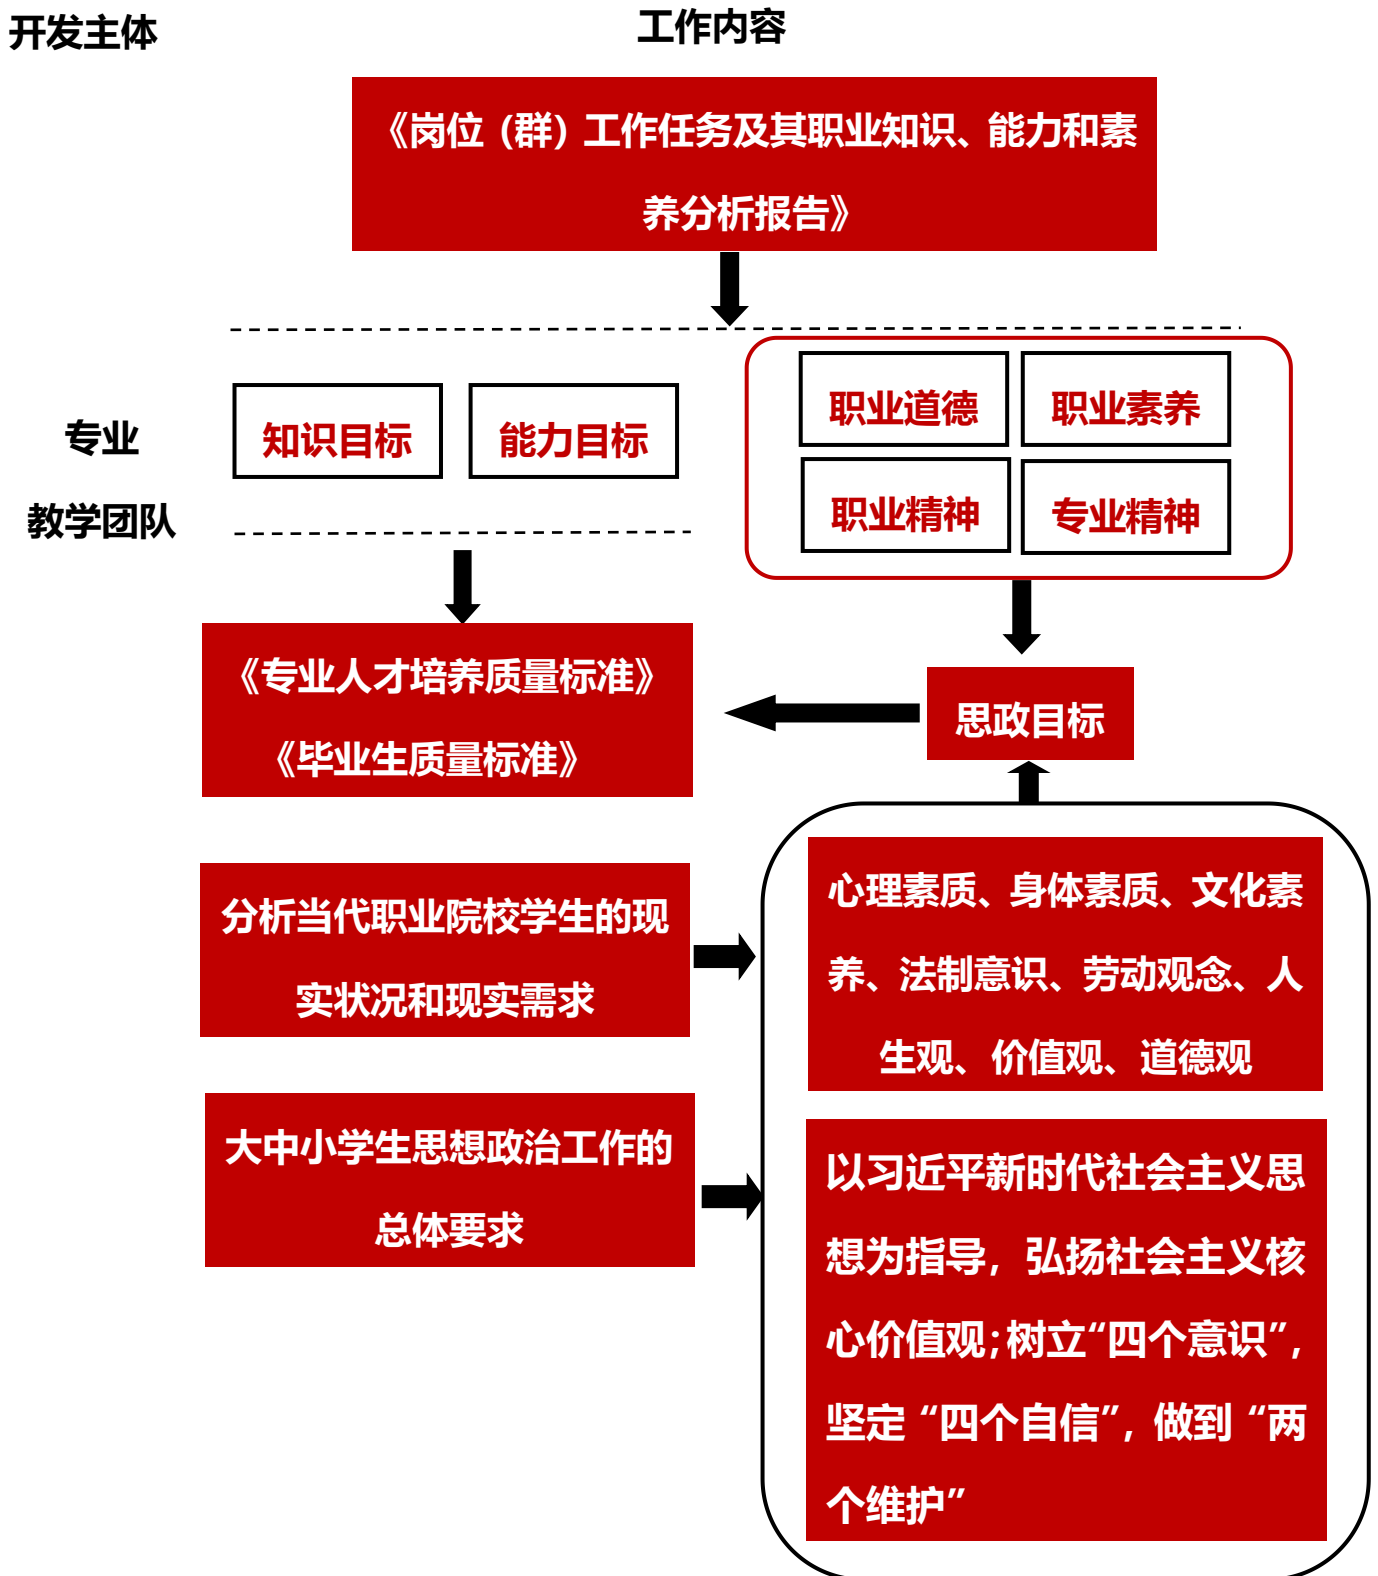 开发主体
工作内容
《岗位（群）工作任务及其职业知识、能力和素
养分析报告》
专业
教学团队
知识目标
能力目标
职业道德
职业素养
职业精神
专业精神
《专业人才培养质量标准》
《毕业生质量标准》
思政目标
分析当代职业院校学生的现
实状况和现实需求
心理素质、身体素质、文化素
养、法制意识、劳动观念、人
生观、价值观、道德观
大中小学生思想政治工作的
总体要求
以习近平新时代社会主义思
想为指导，弘扬社会主义核
心价值观；树立“四个意识”，
坚定“四个自信”，做到“两
个维护”